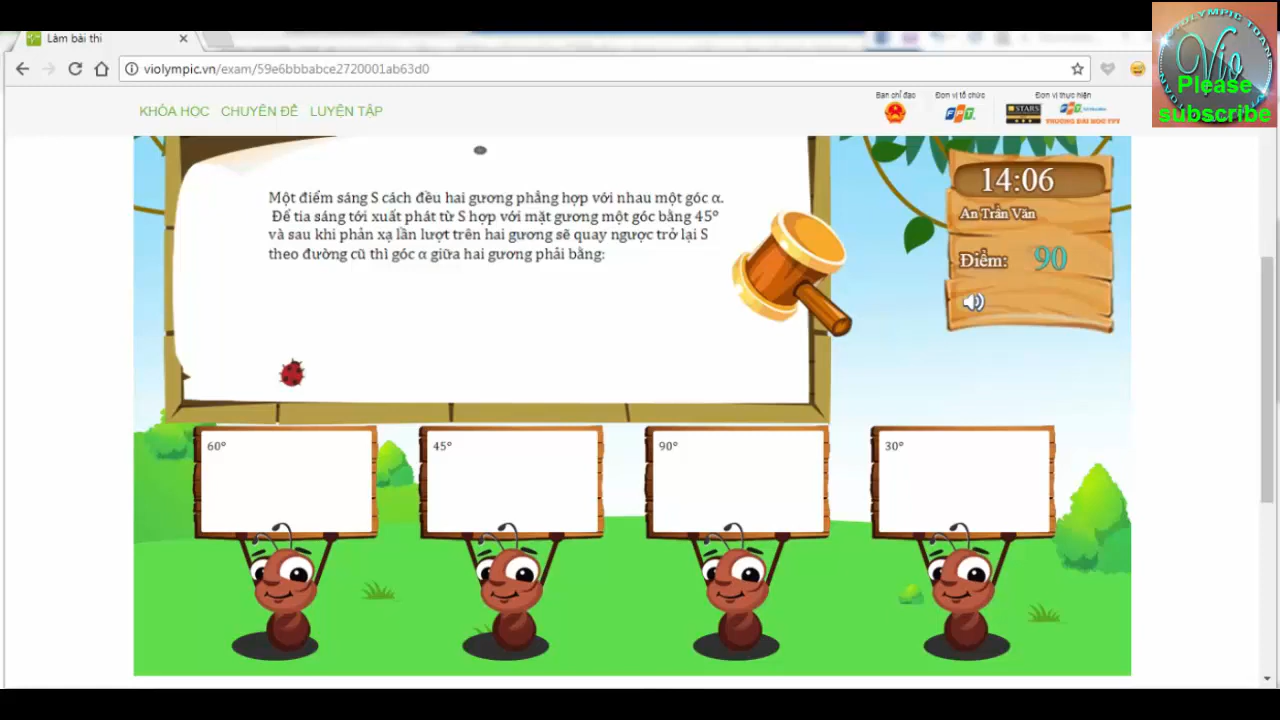 Làm bài thi
violympic.vn/exam/59e6bbbabce2720001ab63d0
Please
subscribe
KHÓA HỌC CHUYÊN ĐỀ LUYỆN TẬP
Ban chỉ đạo Đơn vị tổ chức Đơn vị thực hiện
14:06
An Trần Văn
Điểm: 90
Một điểm sáng S cách đều hai gương phẳng hợp với nhau một góc α.
Để tia sáng tới xuất phát từ S hợp với mặt gương một góc bằng 45°
và sau khi phản xạ lần lượt trên hai gương sẽ quay ngược trở lại S
theo đường cũ thì góc α giữa hai gương phải bằng:
60° 45° 90° 30°